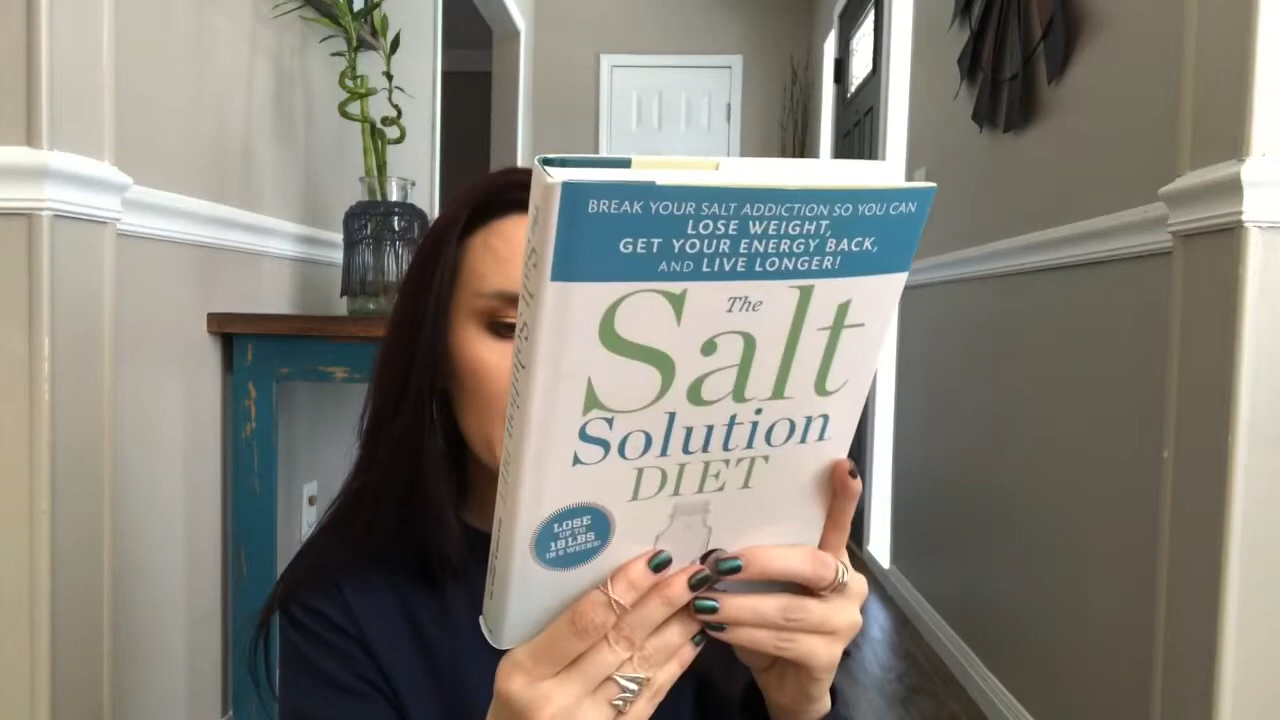 BREAK YOUR SALT ADDICTION SO YOU CAN
LOSE WEIGHT,
GET YOUR ENERGY BACK,
AND LIVE LONGER!
The
Salt
Solution
DIET
LOSE
UP TO
18 LBS
IN 6 WEEKS!
The Salt Solution DIET